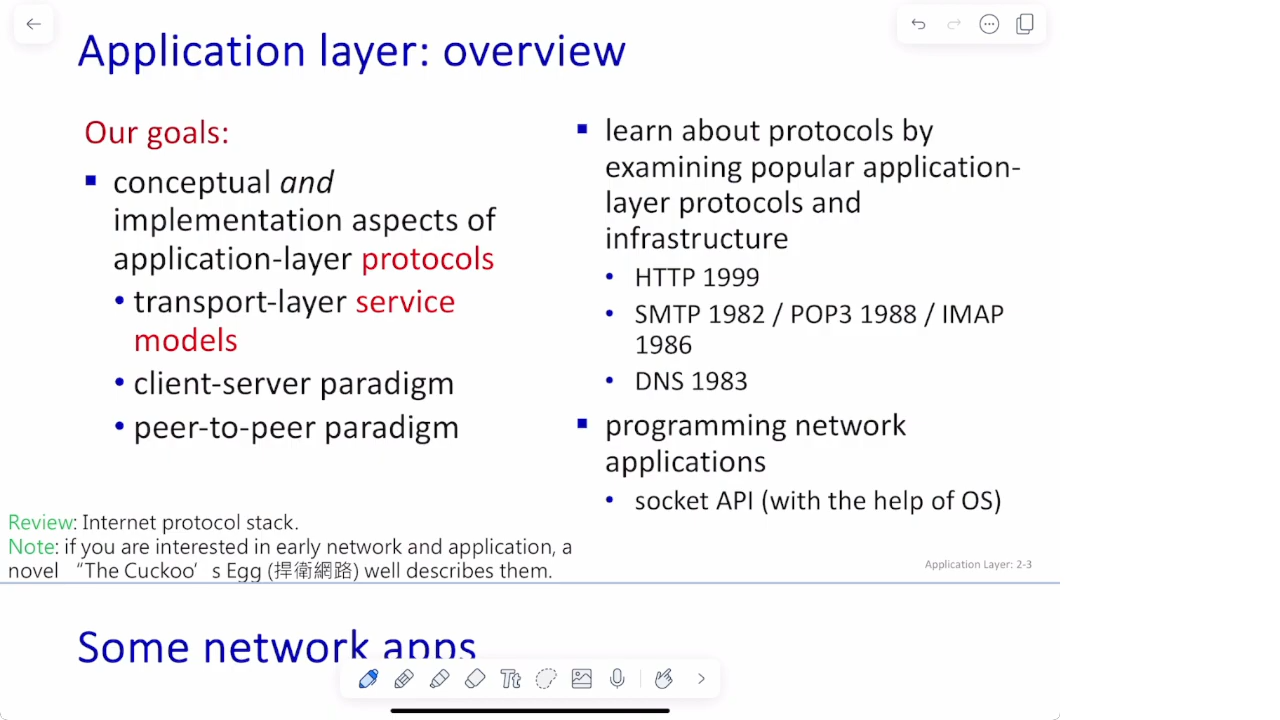 Application layer: overview
Our goals:
▪ conceptual and
implementation aspects of
application-layer protocols
• transport-layer service
models
• client-server paradigm
• peer-to-peer paradigm
▪ learn about protocols by
examining popular application-
layer protocols and
infrastructure
• HTTP 1999
• SMTP 1982 / POP3 1988 / IMAP
1986
• DNS 1983
▪ programming network
applications
• socket API (with the help of OS)
Review: Internet protocol stack.
Note: if you are interested in early network and application, a
novel “The Cuckoo’s Egg (捍衛網路) well describes them.
Application Layer: 2-3
Some network apps
Tt